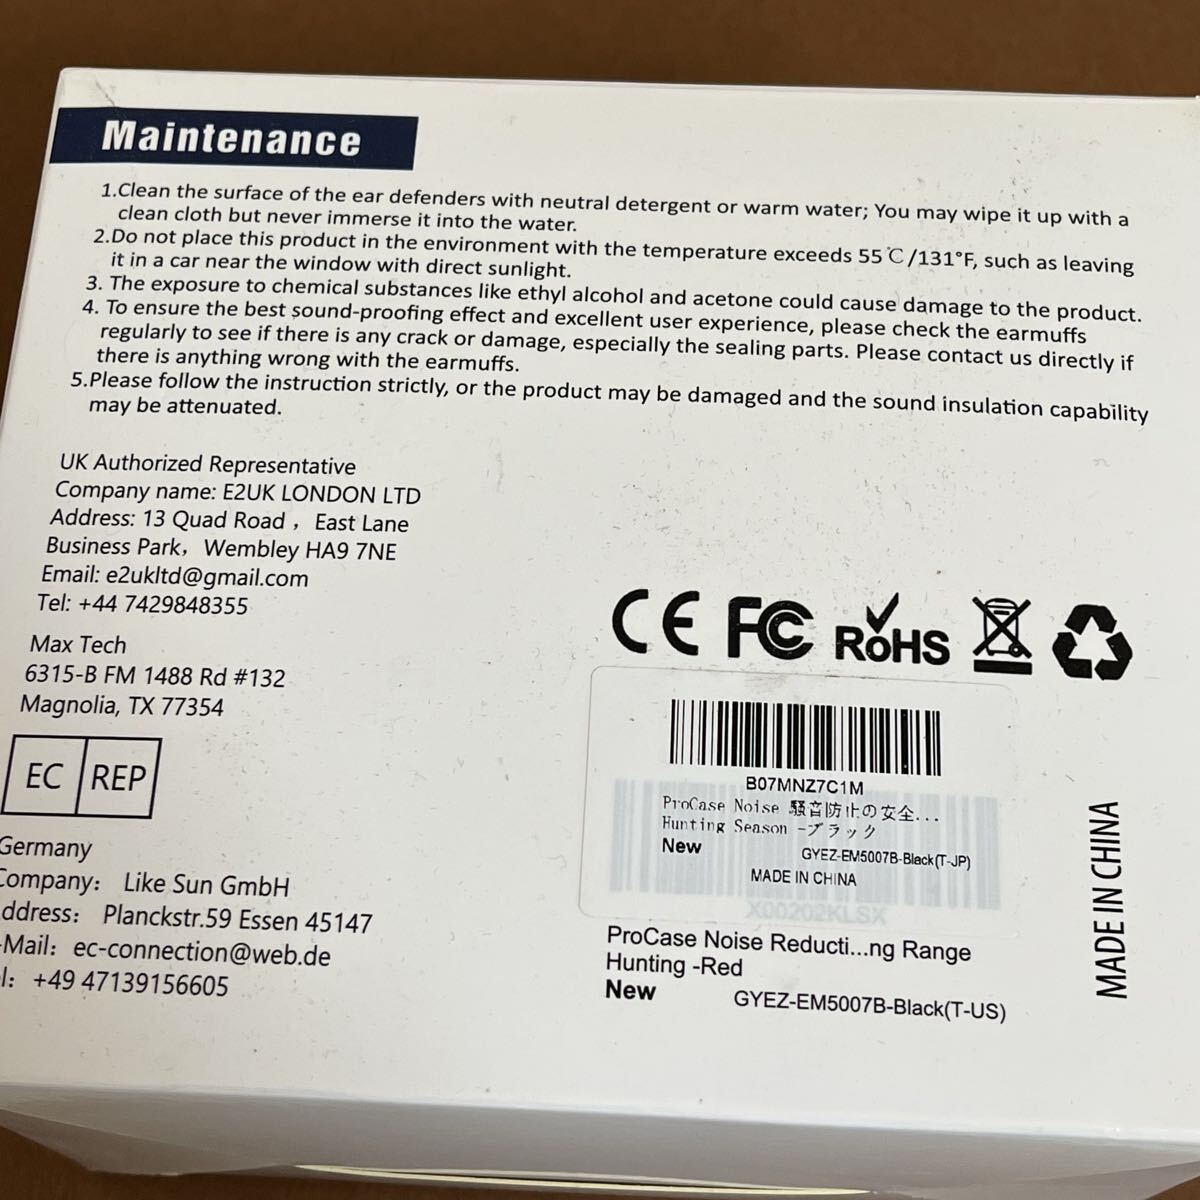 Maintenance
1.Clean the surface of the ear defenders with neutral detergent or warm water; You may wipe it up with a
clean cloth but never immerse it into the water.
2.Do not place this product in the environment with the temperature exceeds 55℃/131°F, such as leaving
it in a car near the window with direct sunlight.
3. The exposure to chemical substances like ethyl alcohol and acetone could cause damage to the product.
4. To ensure the best sound-proofing effect and excellent user experience, please check the earmuffs
regularly to see if there is any crack or damage, especially the sealing parts. Please contact us directly if
there is anything wrong with the earmuffs.
5.Please follow the instruction strictly, or the product may be damaged and the sound insulation capability
may be attenuated.
UK Authorized Representative
Company name: E2UK LONDON LTD
Address: 13 Quad Road， East Lane
Business Park，Wembley HA9 7NE
Email: e2ukltd@gmail.com
Tel: +44 7429848355
Max Tech
6315-B FM 1488 Rd #132
Magnolia, TX 77354
EC REP
Germany
Company： Like Sun GmbH
ddress： Planckstr.59 Essen 45147
-Mail： ec-connection@web.de
l： +49 47139156605
CE FC RoHS
B07MNZ7C1M
ProCase Noise 騒音防止の安全...
Hunting Season -ブラック
New
GYEZ-EM5007B-Black(T-JP)
MADE IN CHINA
X00202KLSX
ProCase Noise Reducti...ng Range
Hunting -Red
New
GYEZ-EM5007B-Black(T-US)
MADE IN CHINA